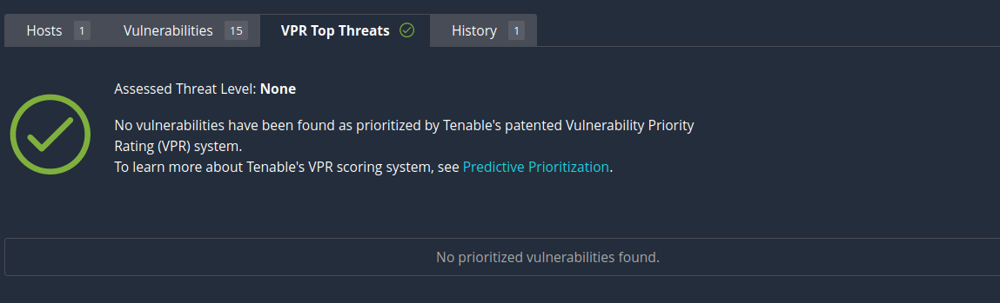 Hosts 1 Vulnerabilities 15 VPR Top Threats History 1
Assessed Threat Level: None
No vulnerabilities have been found as prioritized by Tenable's patented Vulnerability Priority
Rating (VPR) system.
To learn more about Tenable's VPR scoring system, see Predictive Prioritization.
No prioritized vulnerabilities found.